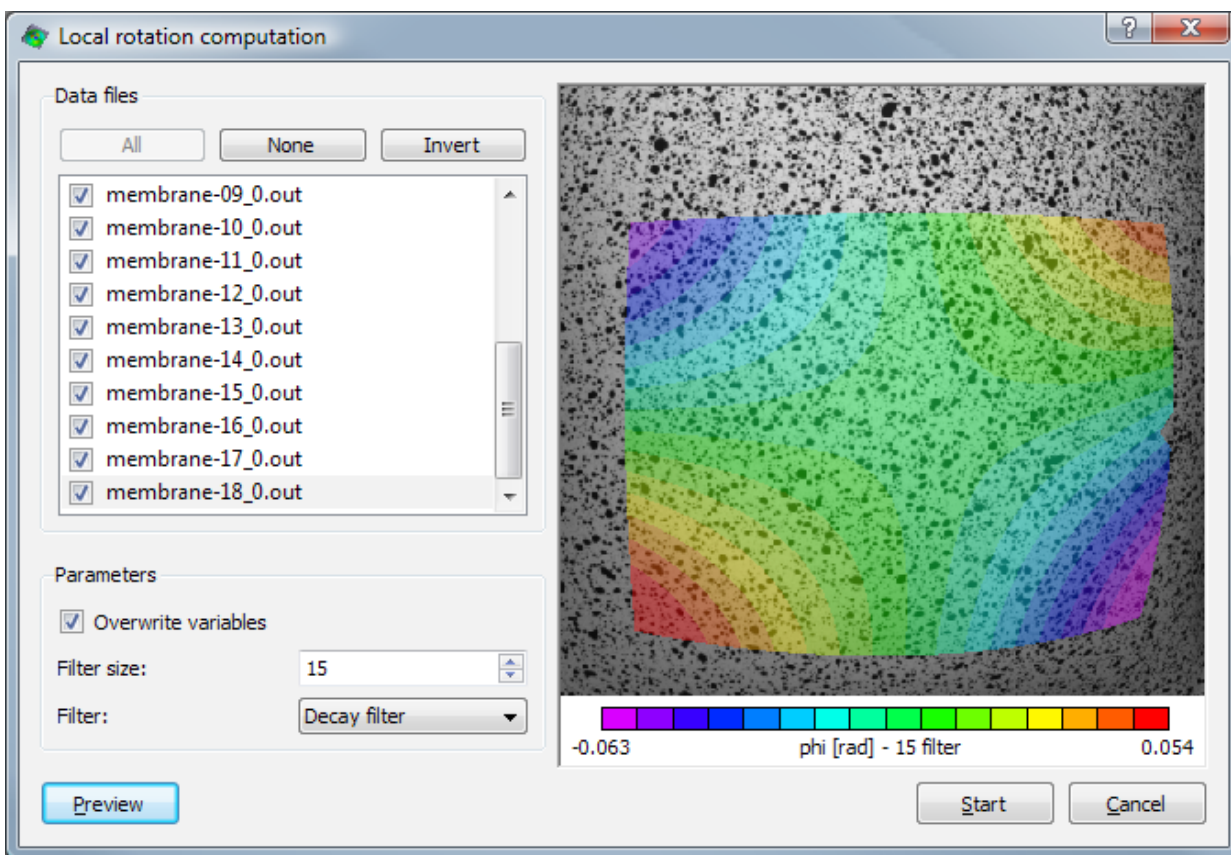 Local rotation computation
Data files
All None Invert
membrane-09_0.out
membrane-10_0.out
membrane-11_0.out
membrane-12_0.out
membrane-13_0.out
membrane-14_0.out
membrane-15_0.out
membrane-16_0.out
membrane-17_0.out
membrane-18_0.out
Parameters
Overwrite variables
Filter size: 15
Filter: Decay filter
-0.063 phi [rad] - 15 filter 0.054
Preview Start Cancel